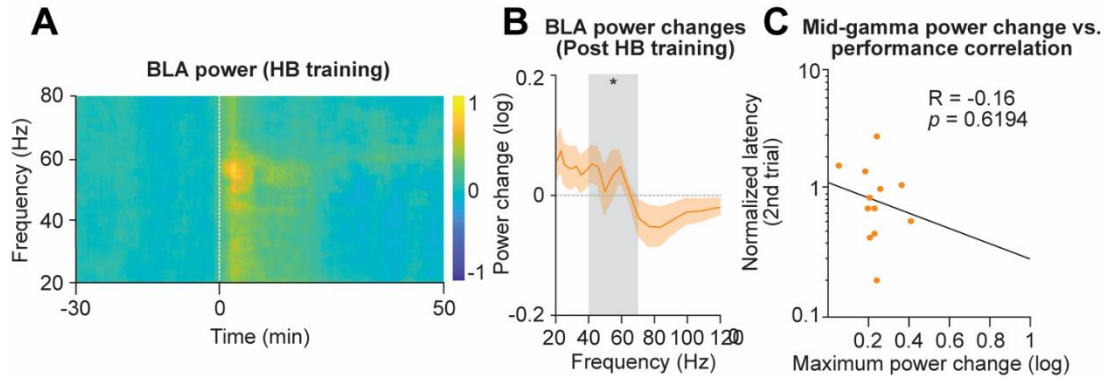 A
BLA power (HB training)
Frequency (Hz)
80
60
40
20
-30
0
50
Time (min)
1
0
-1
B
BLA power changes
(Post HB training)
Power change (log)
0.2
0
-0.2
*
20 40 60 80 100 120
0
Frequency (Hz)
C
Mid-gamma power change vs.
performance correlation
Normalized latency
(2nd trial)
10
1
0.1
R = -0.16
p = 0.6194
0.2 0.4 0.6 0.8 1
Maximum power change (log)